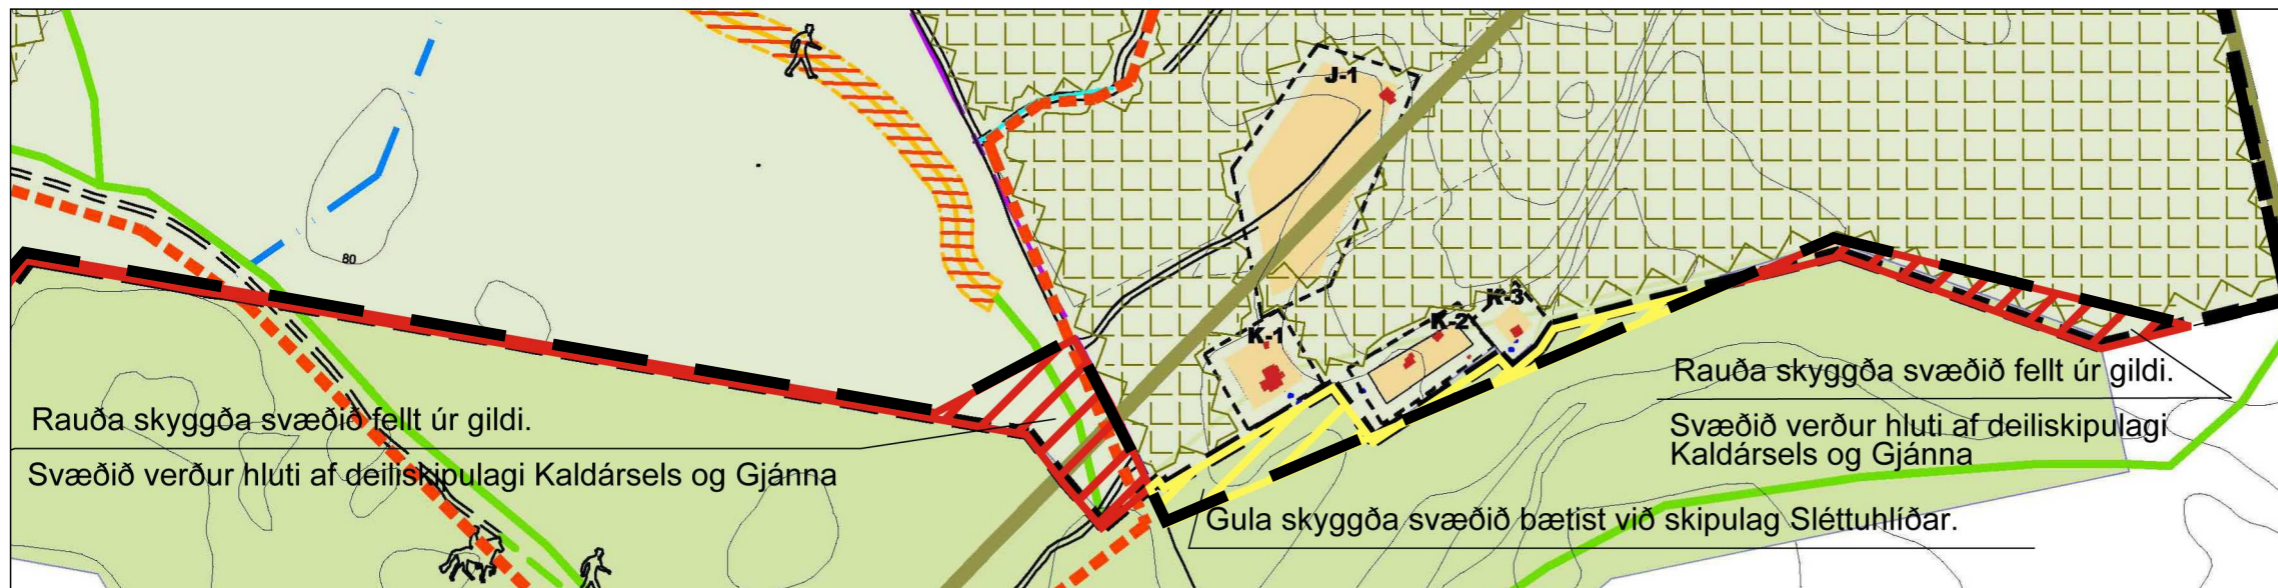 J-1
80
K-3
K-2
K-1
Rauða skyggða svæðið fellt úr gildi.
Svæðið verður hluti af deiliskipulagi Kaldársels og Gjánna
Rauða skyggða svæðið fellt úr gildi.
Svæðið verður hluti af deiliskipulagi
Kaldársels og Gjánna
Gula skyggða svæðið bætist við skipulag Sléttuhlíðar.